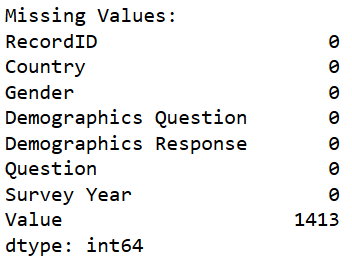 Missing Values:
RecordID 0
Country 0
Gender 0
Demographics Question 0
Demographics Response 0
Question 0
Survey Year 0
Value 1413
dtype: int64